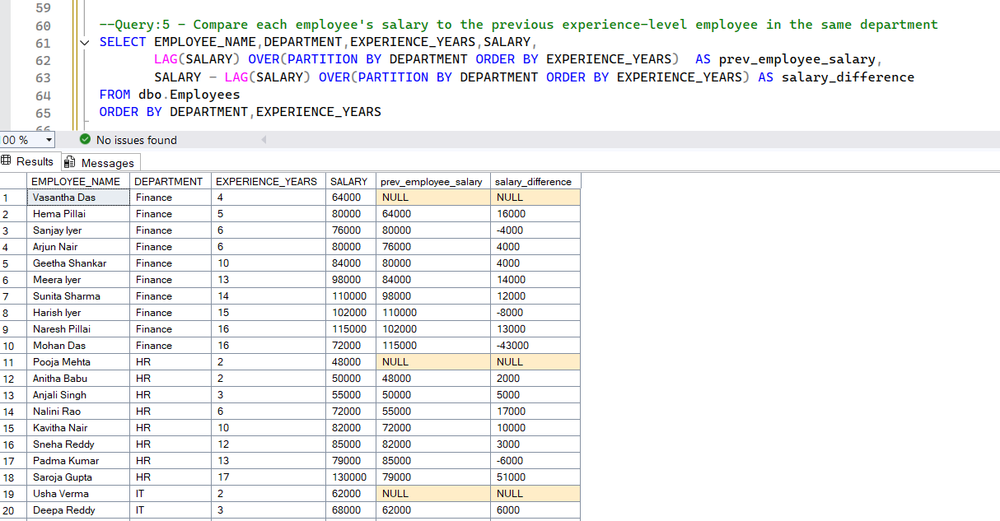 59
60 --Query:5 - Compare each employee's salary to the previous experience-level employee in the same department
61 SELECT EMPLOYEE_NAME,DEPARTMENT,EXPERIENCE_YEARS,SALARY,
62 LAG(SALARY) OVER(PARTITION BY DEPARTMENT ORDER BY EXPERIENCE_YEARS) AS prev_employee_salary,
63 SALARY - LAG(SALARY) OVER(PARTITION BY DEPARTMENT ORDER BY EXPERIENCE_YEARS) AS salary_difference
64 FROM dbo.Employees
65 ORDER BY DEPARTMENT,EXPERIENCE_YEARS
66
00 % No issues found
Results Messages
EMPLOYEE_NAME DEPARTMENT EXPERIENCE_YEARS SALARY prev_employee_salary salary_difference
1 Vasantha Das Finance 4 64000 NULL NULL
2 Hema Pillai Finance 5 80000 64000 16000
3 Sanjay Iyer Finance 6 76000 80000 -4000
4 Arjun Nair Finance 6 80000 76000 4000
5 Geetha Shankar Finance 10 84000 80000 4000
6 Meera Iyer Finance 13 98000 84000 14000
7 Sunita Sharma Finance 14 110000 98000 12000
8 Harish Iyer Finance 15 102000 110000 -8000
9 Naresh Pillai Finance 16 115000 102000 13000
10 Mohan Das Finance 16 72000 115000 -43000
11 Pooja Mehta HR 2 48000 NULL NULL
12 Anitha Babu HR 2 50000 48000 2000
13 Anjali Singh HR 3 55000 50000 5000
14 Nalini Rao HR 6 72000 55000 17000
15 Kavitha Nair HR 10 82000 72000 10000
16 Sneha Reddy HR 12 85000 82000 3000
17 Padma Kumar HR 13 79000 85000 -6000
18 Saroja Gupta HR 17 130000 79000 51000
19 Usha Verma IT 2 62000 NULL NULL
20 Deepa Reddy IT 3 68000 62000 6000